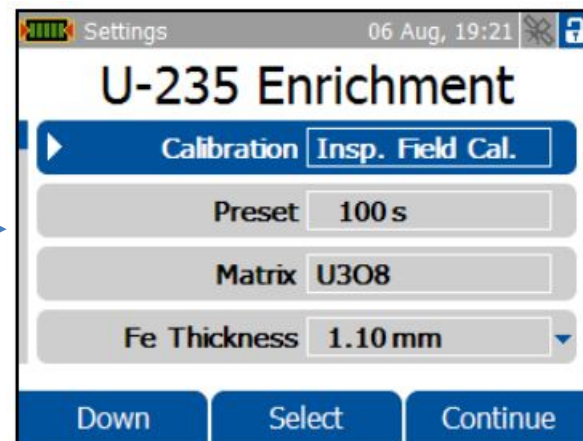 Settings 06 Aug, 19:21
U-235 Enrichment
Calibration Insp. Field Cal.
Preset 100 s
Matrix U3O8
Fe Thickness 1.10 mm
Down Select Continue